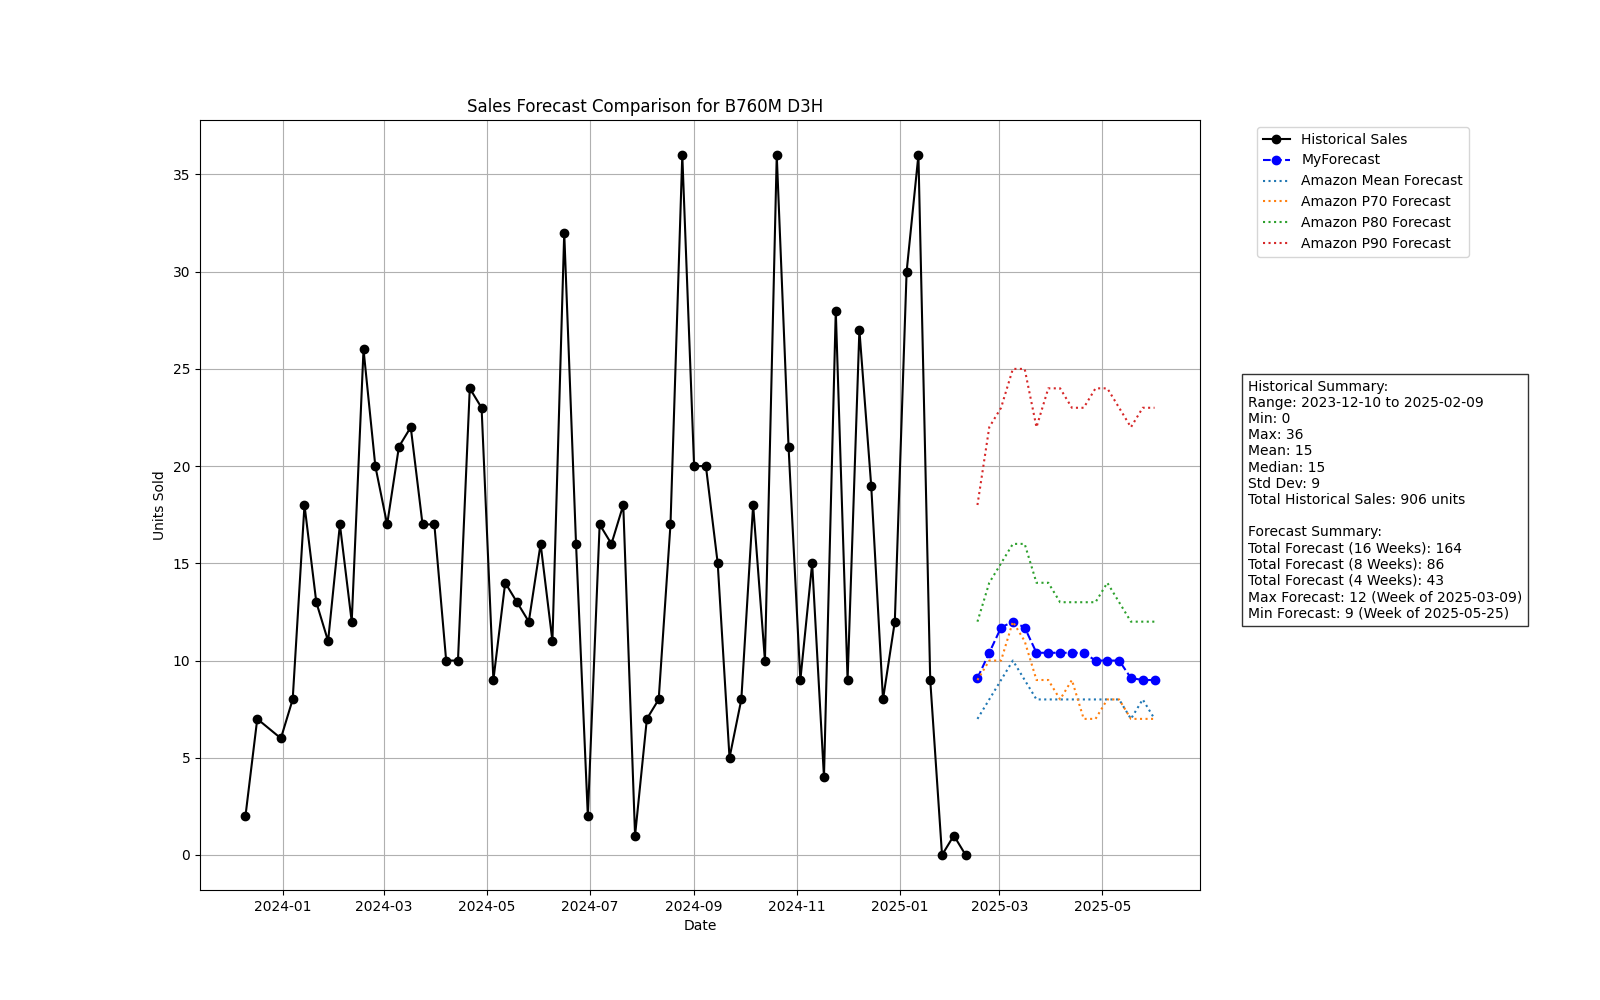 Sales Forecast Comparison for B760M D3H
Historical Sales
MyForecast
Amazon Mean Forecast
Amazon P70 Forecast
Amazon P80 Forecast
Amazon P90 Forecast
35
30
25
20
15
10
5
0
Units Sold
2024-01
2024-03
2024-05
2024-07
2024-09
2024-11
2025-01
2025-03
2025-05
Date
Historical Summary:
Range: 2023-12-10 to 2025-02-09
Min: 0
Max: 36
Mean: 15
Median: 15
Std Dev: 9
Total Historical Sales: 906 units
Forecast Summary:
Total Forecast (16 Weeks): 164
Total Forecast (8 Weeks): 86
Total Forecast (4 Weeks): 43
Max Forecast: 12 (Week of 2025-03-09)
Min Forecast: 9 (Week of 2025-05-25)